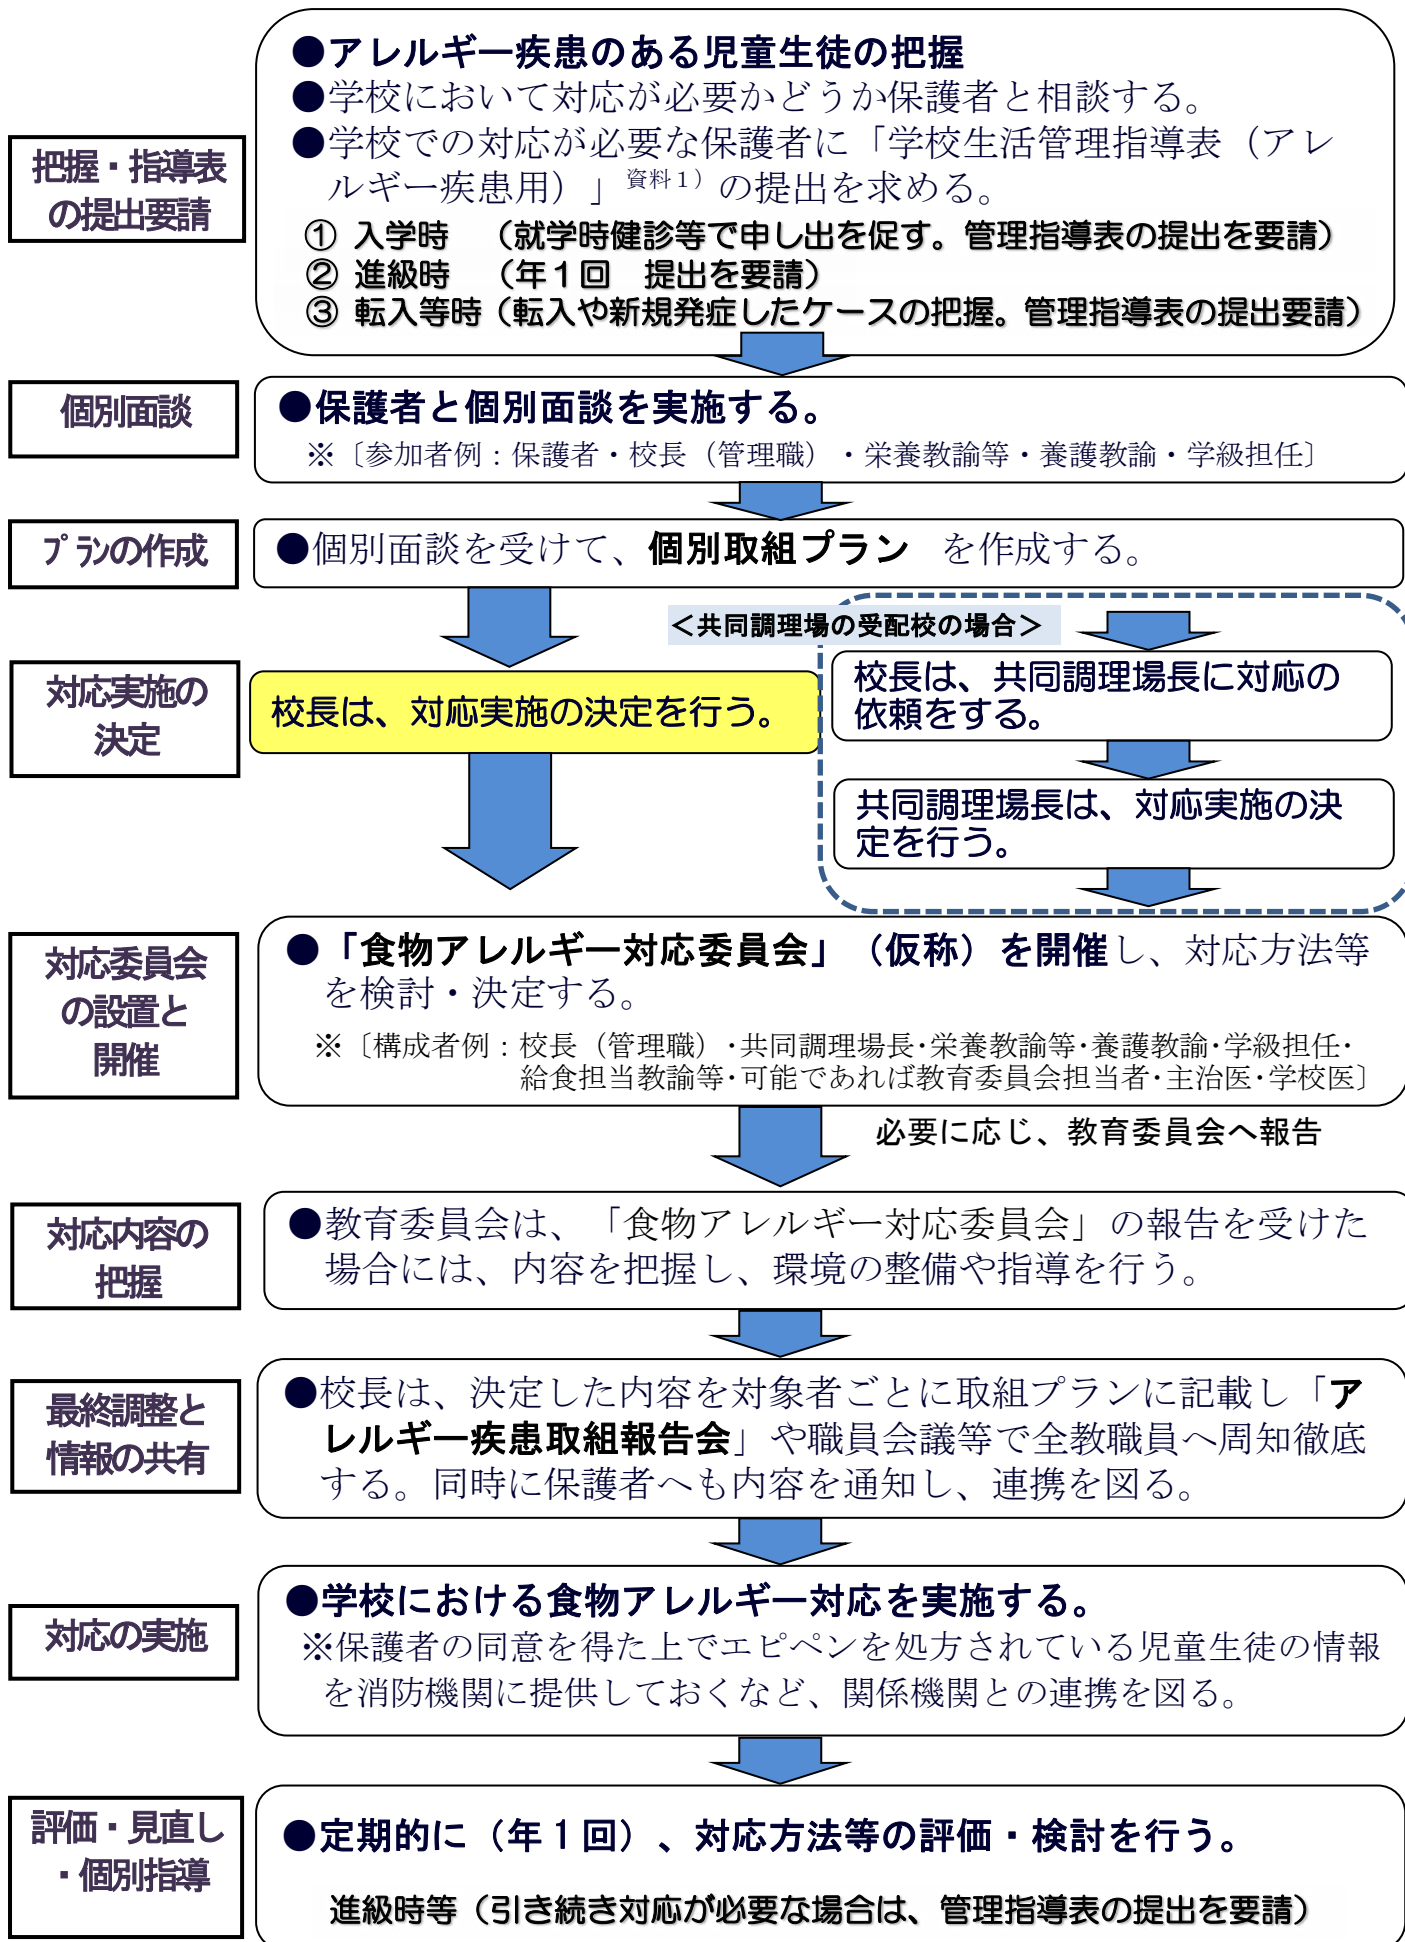 ●アレルギー疾患のある児童生徒の把握
●学校において対応が必要かどうか保護者と相談する。
●学校での対応が必要な保護者に「学校生活管理指導表（アレ
ルギー疾患用）」資料1）の提出を求める。
① 入学時　（就学時健診等で申し出を促す。管理指導表の提出を要請）
② 進級時　（年１回　提出を要請）
③ 転入等時（転入や新規発症したケースの把握。管理指導表の提出要請）
把握・指導表
の提出要請
個別面談
●保護者と個別面談を実施する。
※〔参加者例：保護者・校長（管理職）・栄養教諭等・養護教諭・学級担任〕
プランの作成
●個別面談を受けて、個別取組プラン　を作成する。
＜共同調理場の受配校の場合＞
対応実施の
決定
校長は、対応実施の決定を行う。
校長は、共同調理場長に対応の
依頼をする。
共同調理場長は、対応実施の決
定を行う。
対応委員会
の設置と
開催
●「食物アレルギー対応委員会」（仮称）を開催し、対応方法等
を検討・決定する。
※〔構成者例：校長（管理職）・共同調理場長・栄養教諭等・養護教諭・学級担任・
給食担当教諭等・可能であれば教育委員会担当者・主治医・学校医〕
必要に応じ、教育委員会へ報告
対応内容の
把握
●教育委員会は、「食物アレルギー対応委員会」の報告を受けた
場合には、内容を把握し、環境の整備や指導を行う。
最終調整と
情報の共有
●校長は、決定した内容を対象者ごとに取組プランに記載し「ア
レルギー疾患取組報告会」や職員会議等で全教職員へ周知徹底
する。同時に保護者へも内容を通知し、連携を図る。
対応の実施
●学校における食物アレルギー対応を実施する。
※保護者の同意を得た上でエピペンを処方されている児童生徒の情報
を消防機関に提供しておくなど、関係機関との連携を図る。
評価・見直し
・個別指導
●定期的に（年１回）、対応方法等の評価・検討を行う。
進級時等（引き続き対応が必要な場合は、管理指導表の提出を要請）